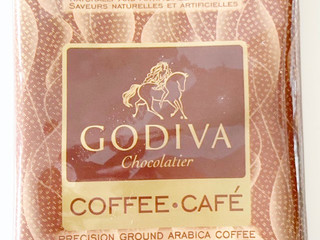 SAVEURS NATURELLES ET ARTIFICIELLES
GODIVA
Chocolatier
COFFEE • CAFÉ
PRECISION GROUND ARABICA COFFEE